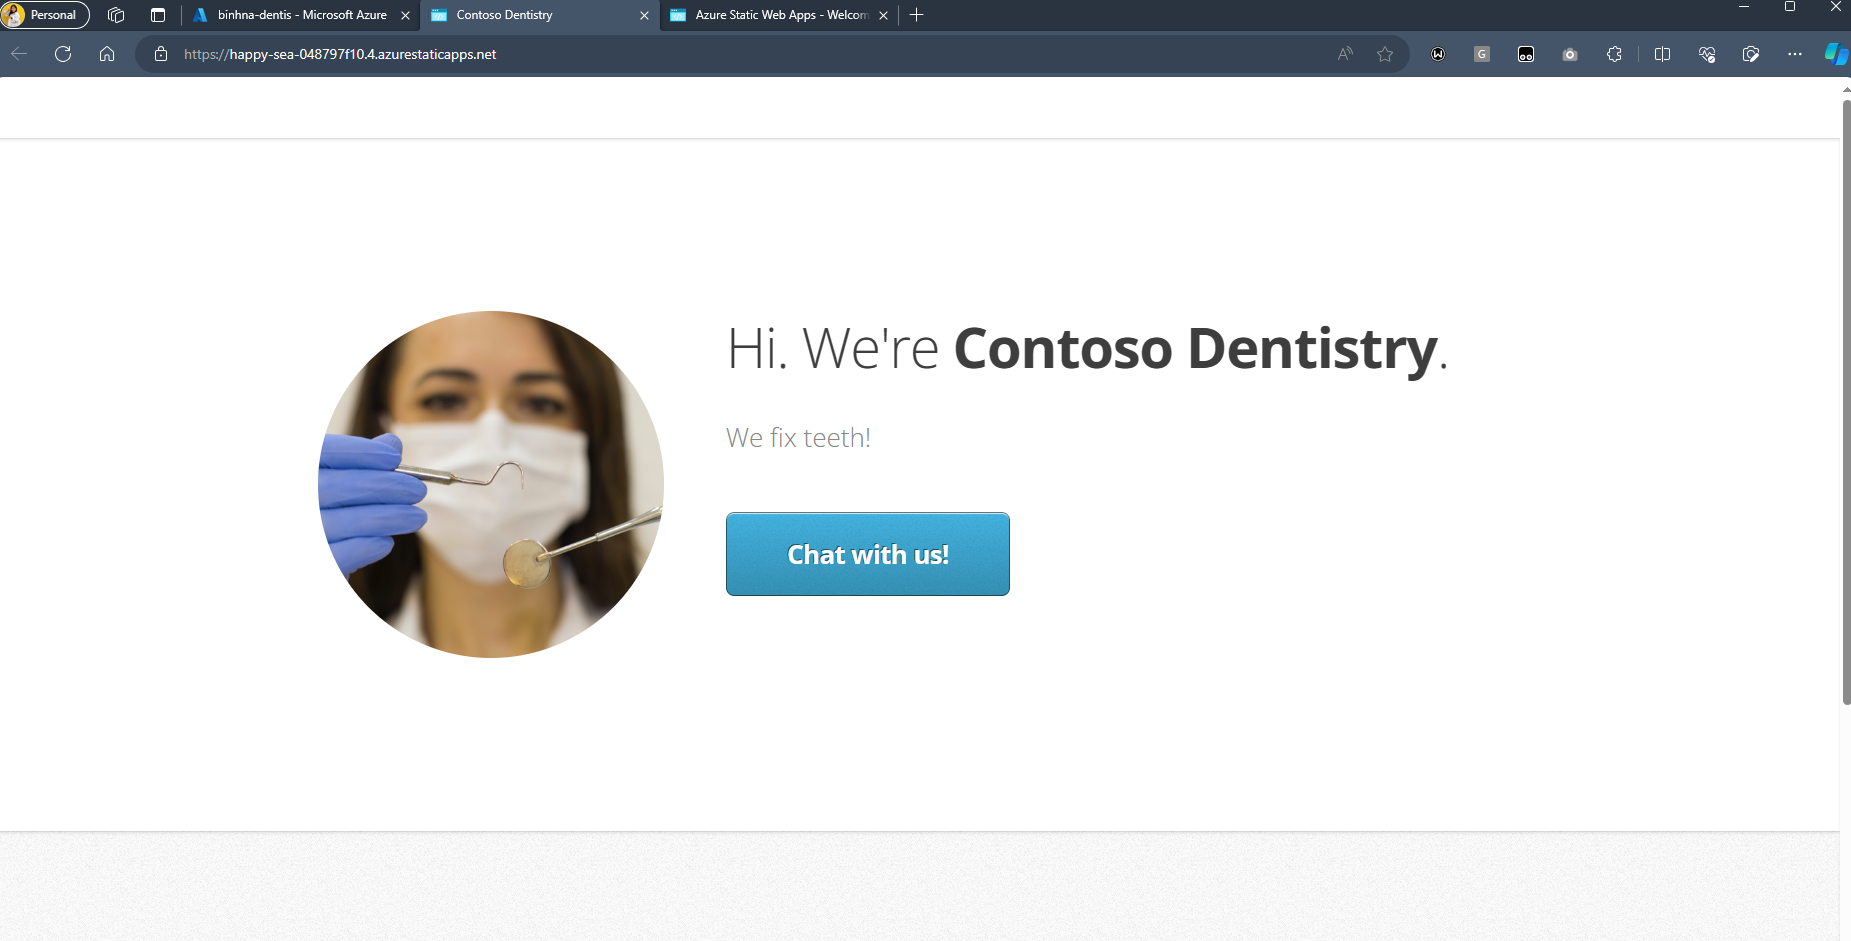 Personal
binhna-dentis - Microsoft Azure
Contoso Dentistry
Azure Static Web Apps - Welcom
https://happy-sea-048797f10.4.azurestaticapps.net
Hi. We're Contoso Dentistry.
We fix teeth!
Chat with us!